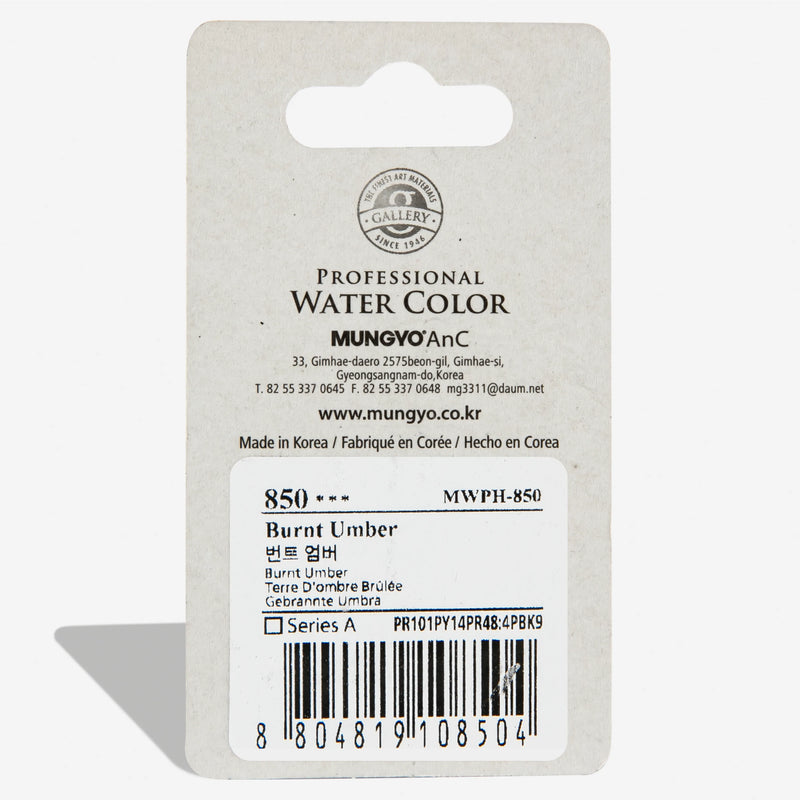 THE FINEST ART MATERIALS
g
GALLERY
SINCE 1946
PROFESSIONAL
WATER COLOR
MUNGYO® AnC
33, Gimhae-daero 2575beon-gil, Gimhae-si,
Gyeongsangnam-do,Korea
T. 82 55 337 0645 F. 82 55 337 0648 mg3311@daum.net
www.mungyo.co.kr
Made in Korea / Fabriqué en Corée / Hecho en Corea
850 *** MWPH-850
Burnt Umber
번트 엄버
Burnt Umber
Terre D'ombre Brûlée
Gebrannte Umbra
□ Series A PR101PY14PR48:4PBK9
8 804819 108504